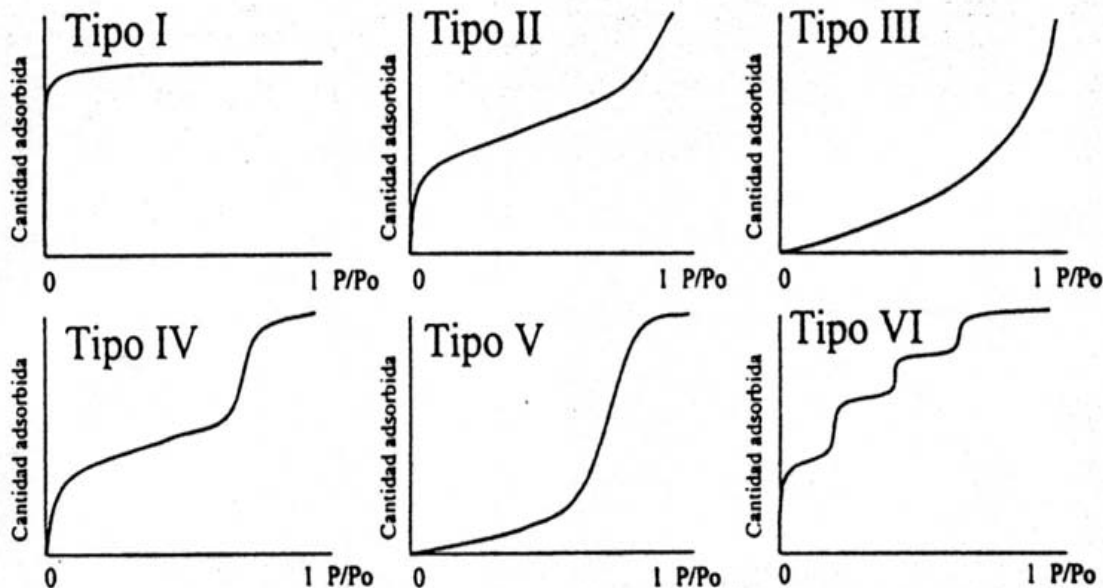 Tipo I
Cantidad adsorbida
0 1 P/Po
Tipo II
Cantidad adsorbida
0 1 P/Po
Tipo III
Cantidad adsorbida
0 1 P/Po
Tipo IV
Cantidad adsorbida
0 1 P/Po
Tipo V
Cantidad adsorbida
0 1 P/Po
Tipo VI
Cantidad adsorbida
0 1 P/Po